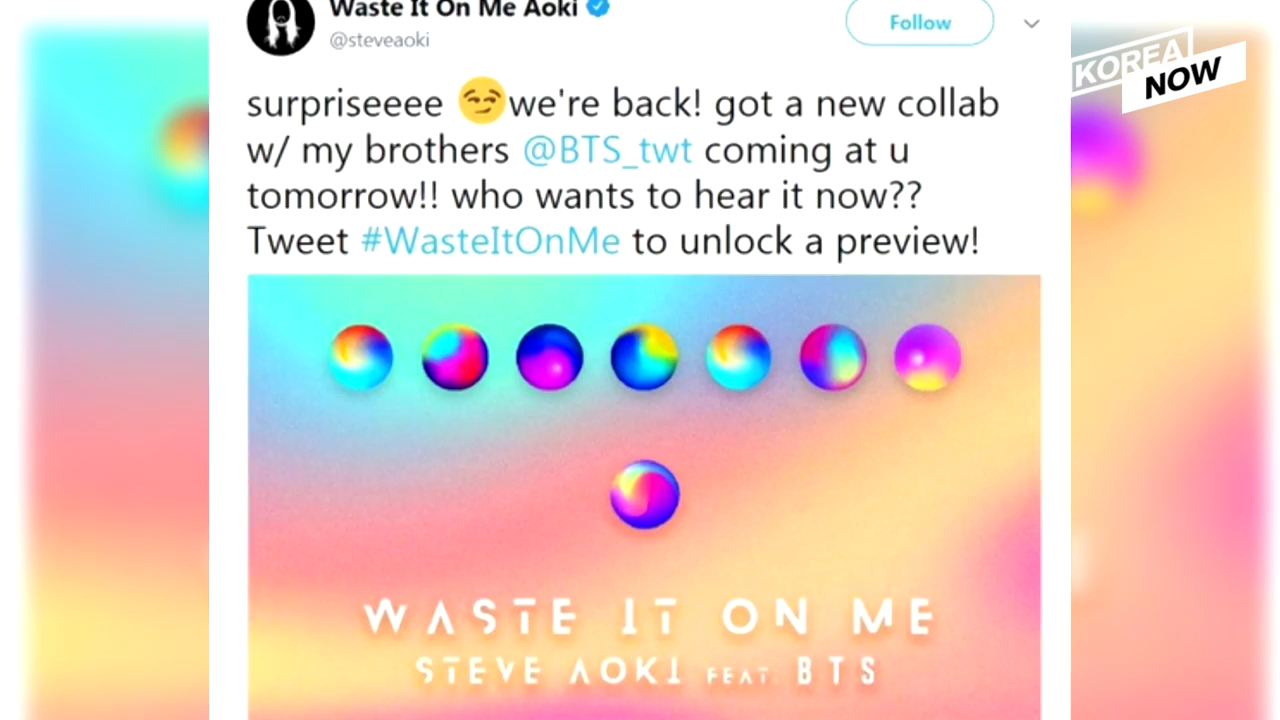 Waste It On Me Aoki
@steveaoki
Follow
KOREA
NOW
surpriseeee 😏we're back! got a new collab
w/ my brothers @BTS_twt coming at u
tomorrow!! who wants to hear it now??
Tweet #WasteItOnMe to unlock a preview!
WASTE IT ON ME
STEVE AOKI FEAT. BTS